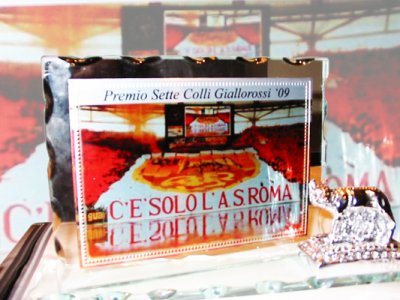 Premio Sette Colli Giallorossi '09
C'E' SOLO L'A S ROMA